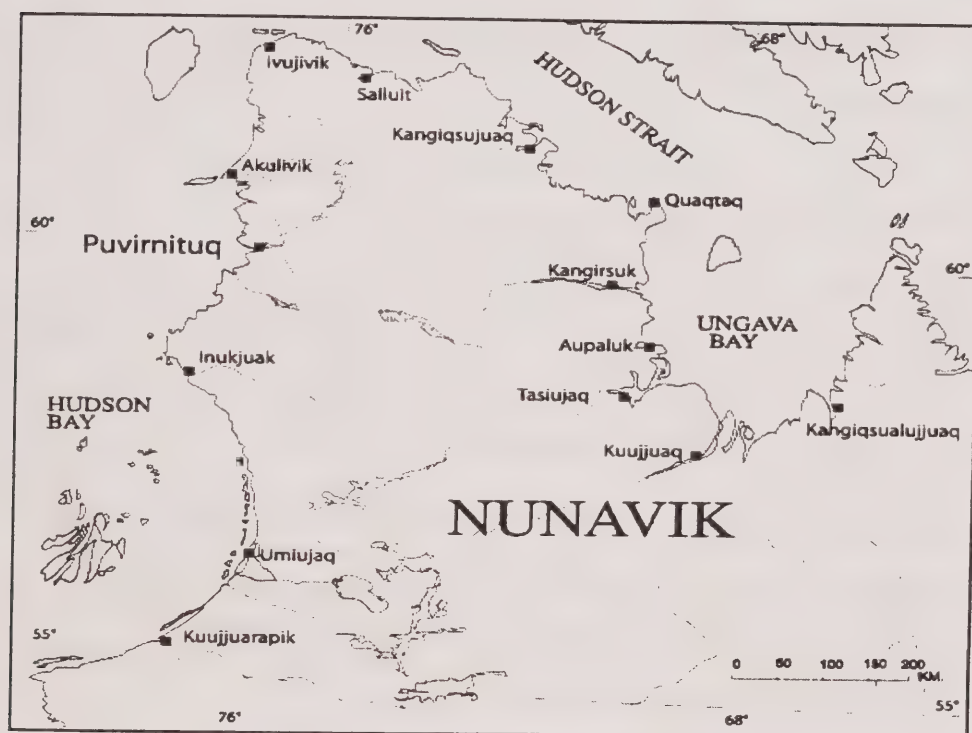 76°
68°
Ivujivik
Salluit
HUDSON STRAIT
Kangiqsujuaq
Akulivik
Quaqtaq
60°
Puvirnituq
Kangirsuk
60°
UNGAVA
BAY
Aupaluk
Inukjuak
Tasiujaq
HUDSON
BAY
Kangiqsualujjuaq
Kuujjuaq
NUNAVIK
Umiujaq
55°
Kuujjuarapik
0 50 100 150 200
KM.
76°
68°
55°